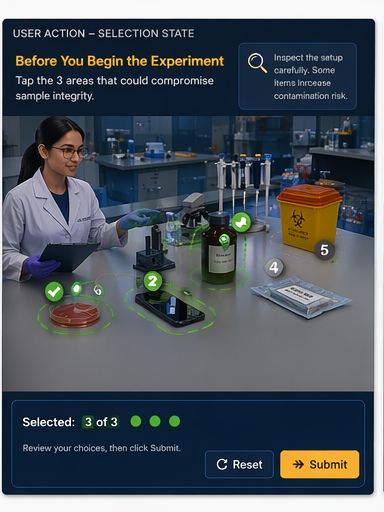 USER ACTION – SELECTION STATE
Before You Begin the Experiment
Tap the 3 areas that could compromise
sample integrity.
Inspect the setup
carefully. Some
items increase
contamination risk.
2
6
4
5
Selected: 3 of 3
Review your choices, then click Submit.
Reset
Submit